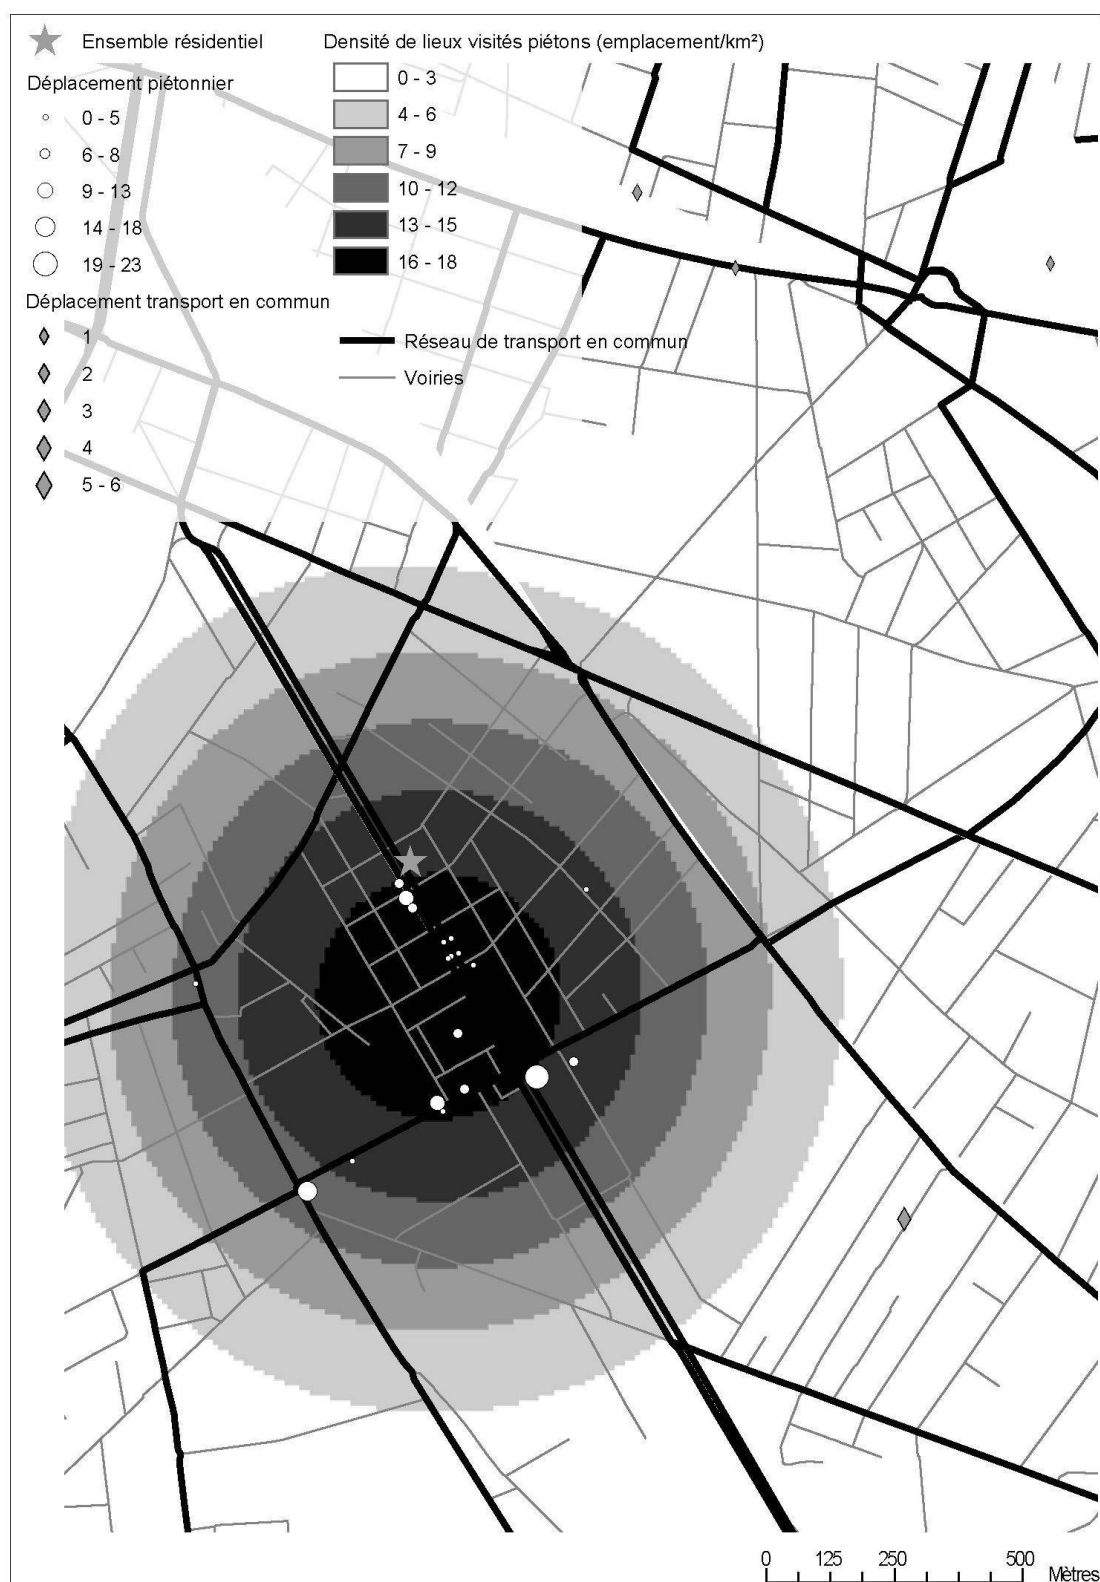 Ensemble résidentiel
Déplacement piétonnier
0 - 5
6 - 8
9 - 13
14 - 18
19 - 23
Déplacement transport en commun
1
2
3
4
5 - 6
Densité de lieux visités piétons (emplacement/km²)
0 - 3
4 - 6
7 - 9
10 - 12
13 - 15
16 - 18
Réseau de transport en commun
Voiries
0 125 250 500
Mètres